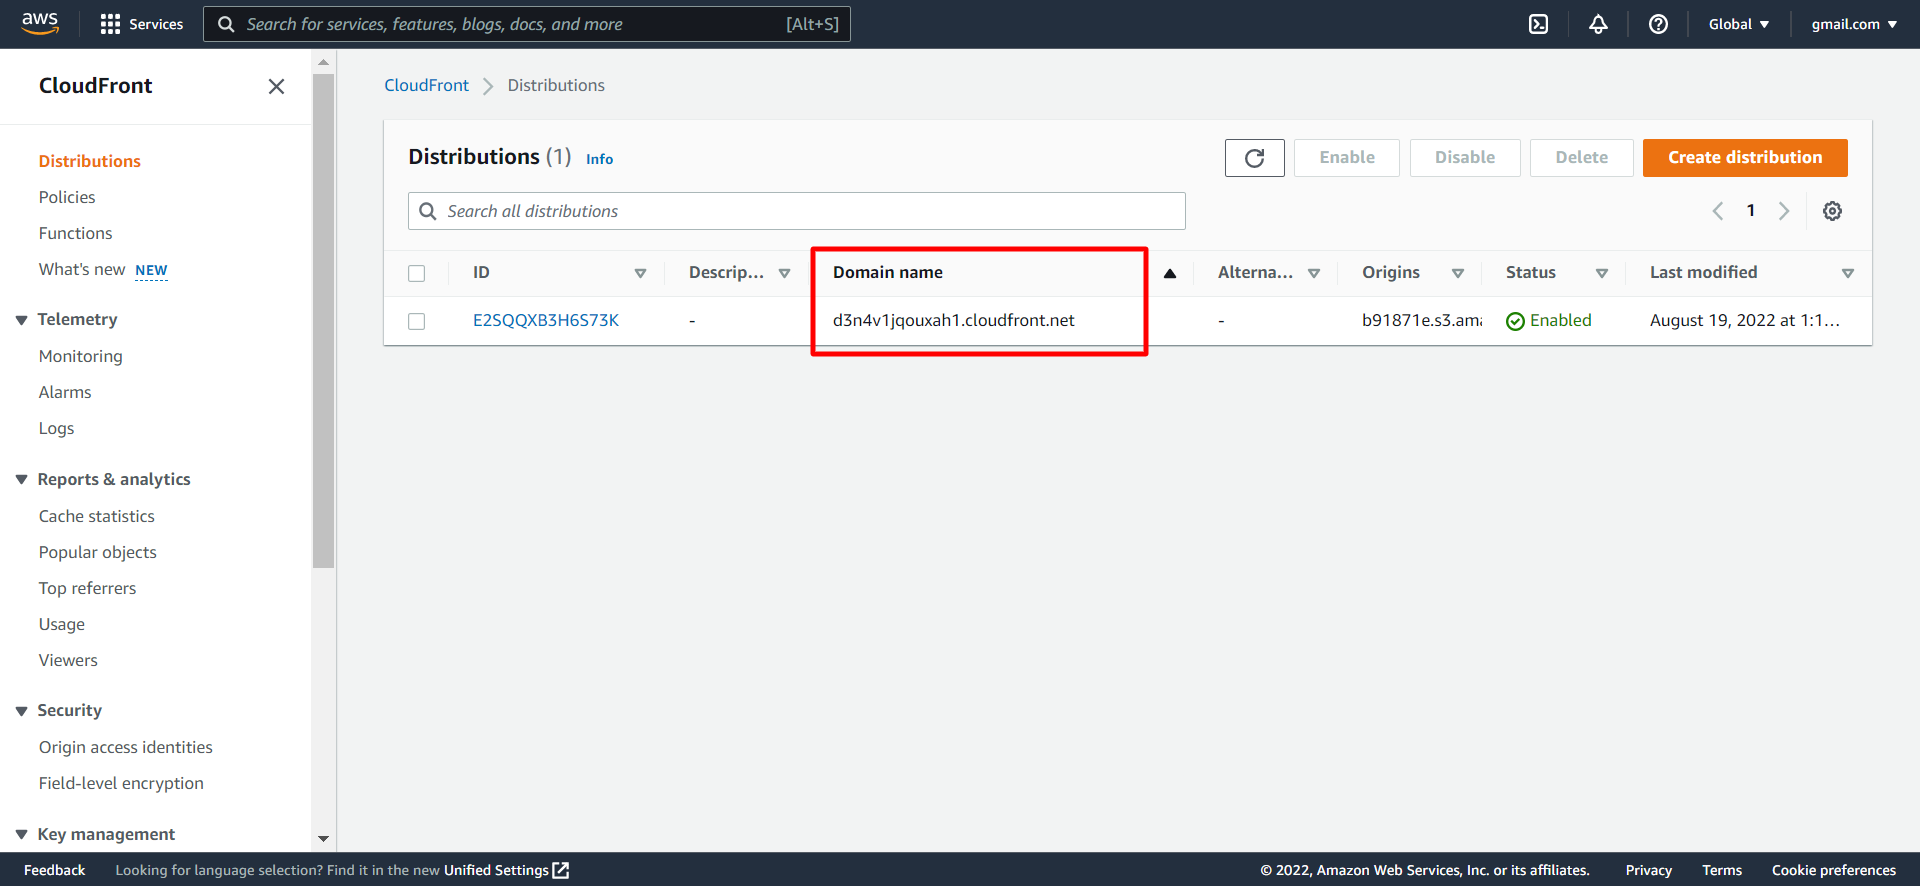 aws Services Search for services, features, blogs, docs, and more [Alt+S] Global gmail.com
CloudFront
Distributions
Policies
Functions
What's new NEW
Telemetry
Monitoring
Alarms
Logs
Reports & analytics
Cache statistics
Popular objects
Top referrers
Usage
Viewers
Security
Origin access identities
Field-level encryption
Key management
CloudFront Distributions
Distributions (1) Info Enable Disable Delete Create distribution
Search all distributions 1
ID Descrip... Domain name Alterna... Origins Status Last modified
E2SQQXB3H6S73K - d3n4v1jqouxah1.cloudfront.net - b91871e.s3.ama Enabled August 19, 2022 at 1:1...
Feedback Looking for language selection? Find it in the new Unified Settings © 2022, Amazon Web Services, Inc. or its affiliates. Privacy Terms Cookie preferences